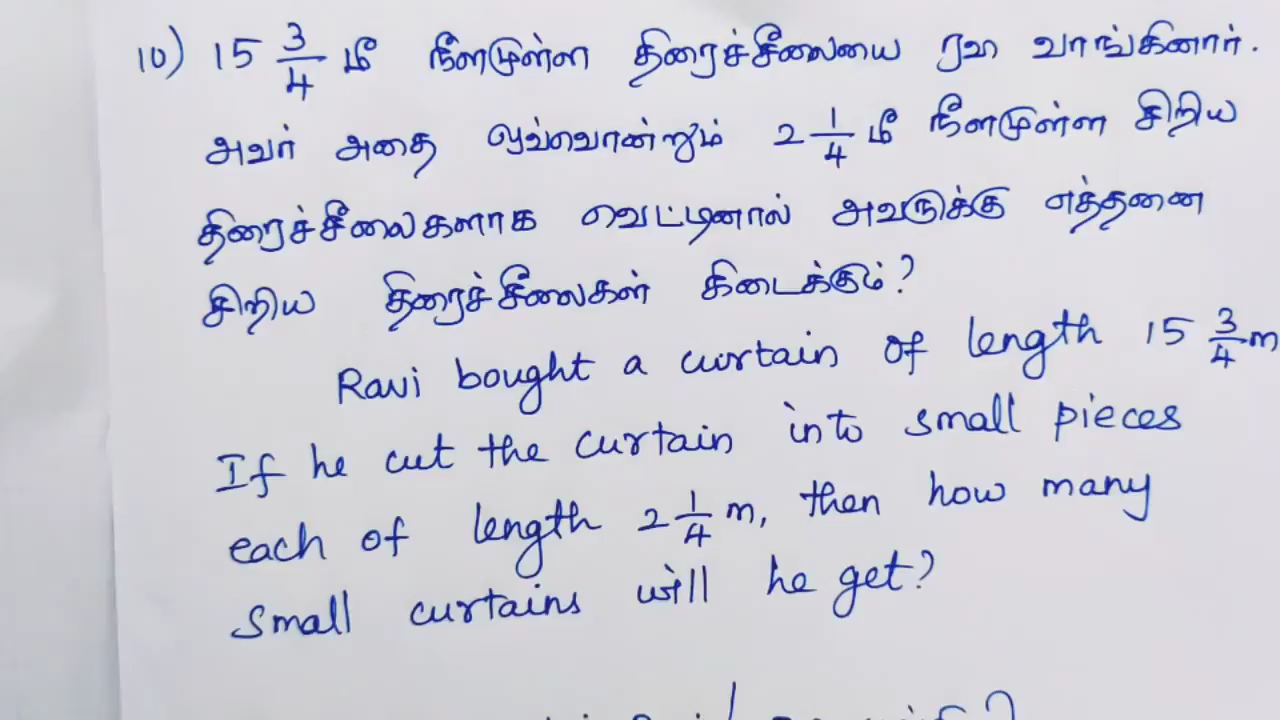 10) 15 3/4 மீ நீளமுள்ள திரைச்சீலையை ரவி வாங்கினார்.
அவர் அதை ஒவ்வொன்றும் 2 1/4 மீ நீளமுள்ள சிறிய
திரைச்சீலைகளாக வெட்டினால் அவருக்கு எத்தனை
சிறிய திரைச்சீலைகள் கிடைக்கும்?
Ravi bought a curtain of length 15 3/4 m
If he cut the curtain into small pieces
each of length 2 1/4 m, then how many
small curtains will he get?